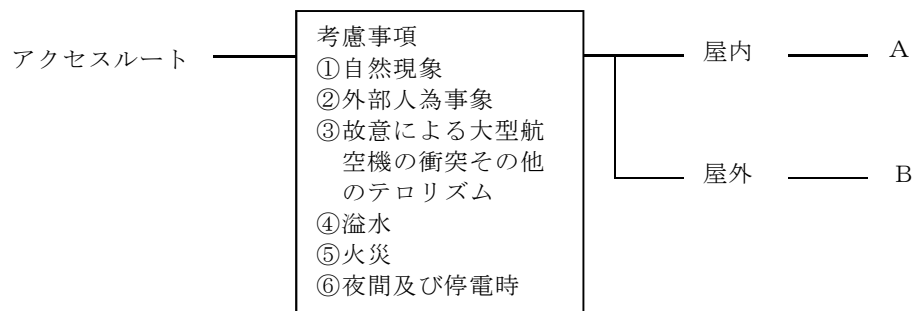 アクセスルート
考慮事項
①自然現象
②外部人為事象
③故意による大型航
空機の衝突その他
のテロリズム
④溢水
⑤火災
⑥夜間及び停電時
屋内
A
屋外
B